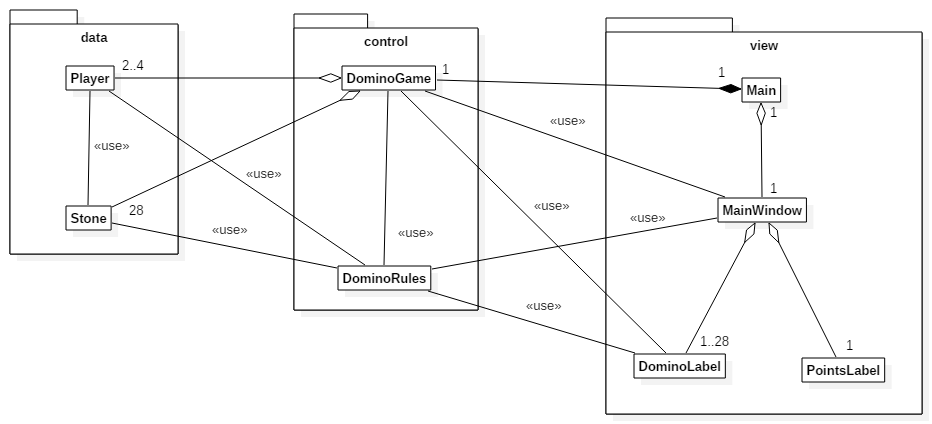 data
control
view
Player
2..4
DominoGame
1
1
Main
1
«use»
«use»
«use»
1
Stone
28
«use»
«use»
«use»
«use»
MainWindow
DominoRules
«use»
1..28
1
DominoLabel
PointsLabel